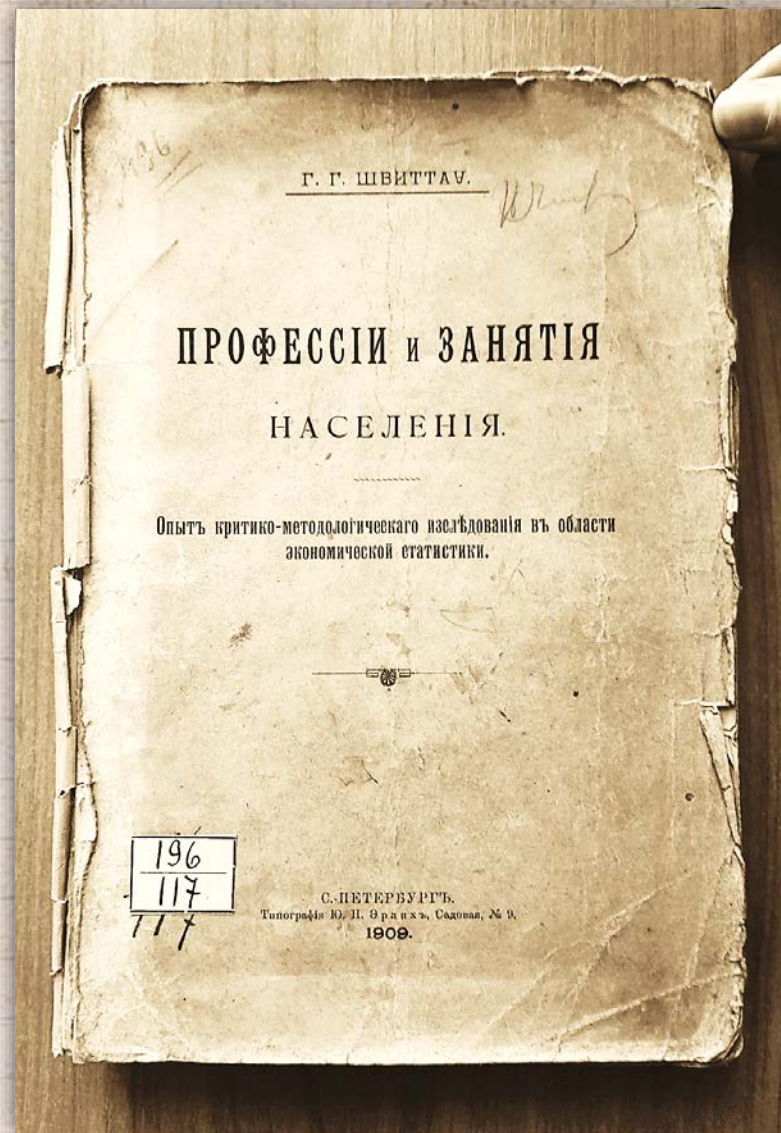 Г. Г. ШВИТТАУ.
ПРОФЕССІИ и ЗАНЯТІЯ
НАСЕЛЕНІЯ.
Опытъ критико-методологическаго изслѣдованія въ области
экономической статистики.
196
117
117
С.-ПЕТЕРБУРГЪ.
Типографія Ю. Н. Эрлихъ, Садовая, № 9.
1909.